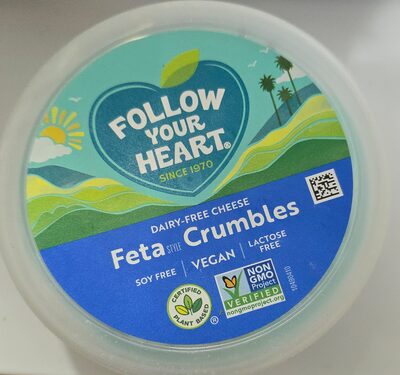 FOLLOW
YOUR
HEART®
SINCE 1970
DAIRY-FREE CHEESE
Feta STYLE Crumbles
SOY FREE | VEGAN | LACTOSE FREE
CERTIFIED PLANT BASED ®
NON
GMO
Project
VERIFIED
nongmoproject.org